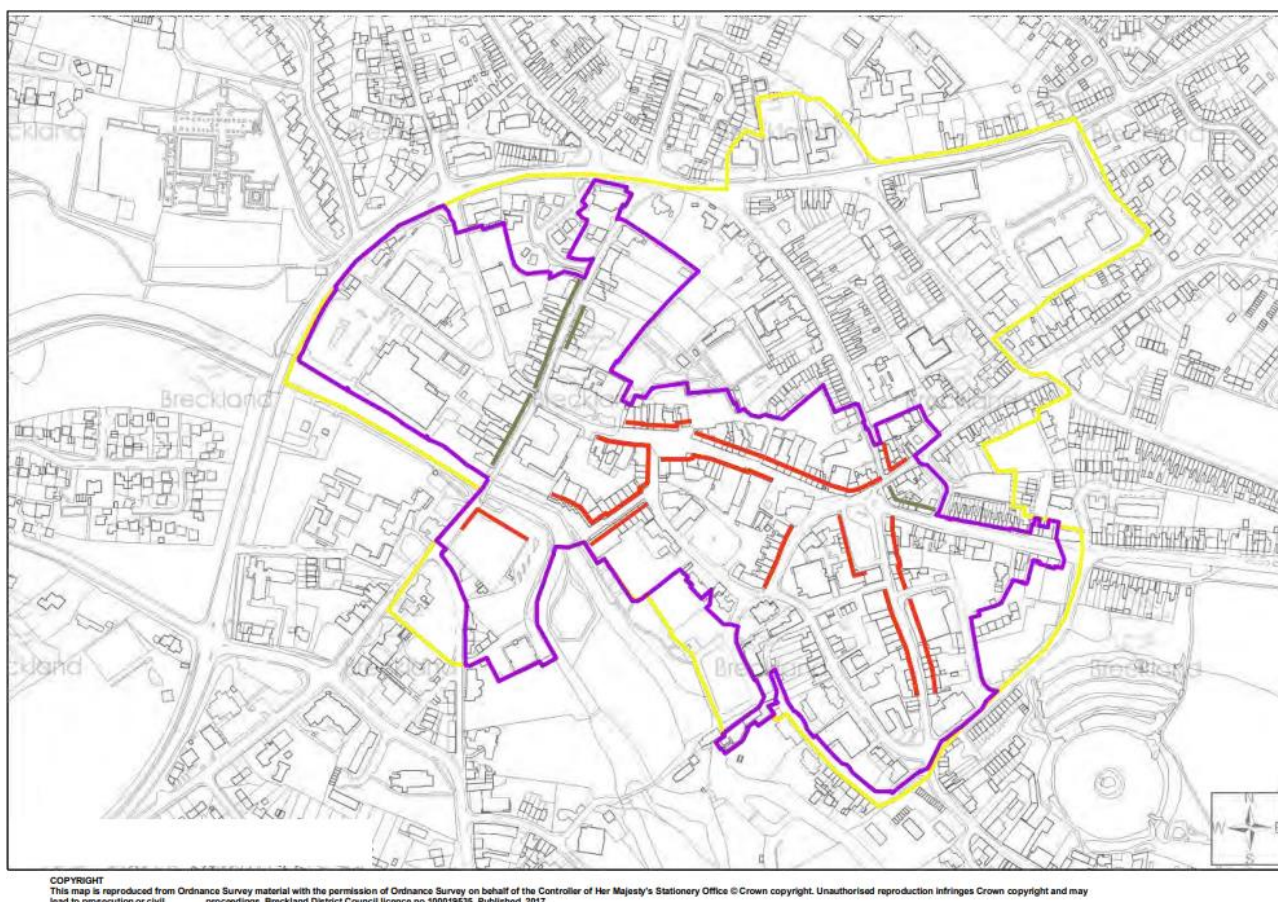 Breckland
Breckland
Breckland
Breckland
Breckland
Breckland
Breckland
N
W E
S
COPYRIGHT
This map is reproduced from Ordnance Survey material with the permission of Ordnance Survey on behalf of the Controller of Her Majesty's Stationery Office © Crown copyright. Unauthorised reproduction infringes Crown copyright and may
lead to prosecution or civil proceedings. Breckland District Council licence no 100019535. Published 2017